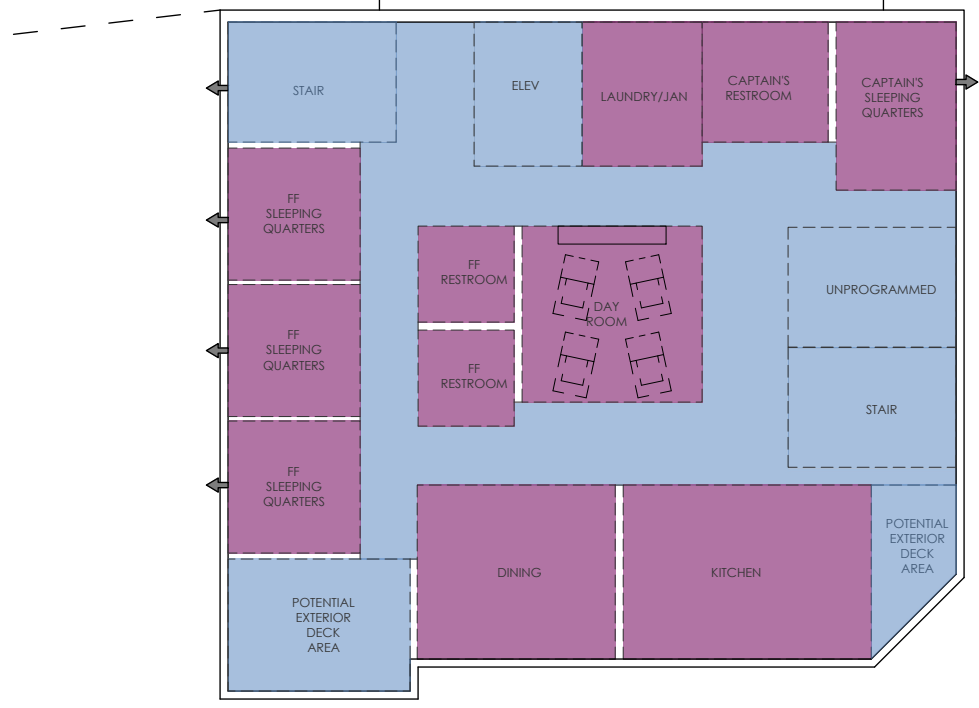 STAIR
ELEV
LAUNDRY/JAN
CAPTAIN'S
RESTROOM
CAPTAIN'S
SLEEPING
QUARTERS
FF
SLEEPING
QUARTERS
FF
RESTROOM
DAY
ROOM
UNPROGRAMMED
FF
SLEEPING
QUARTERS
FF
RESTROOM
STAIR
FF
SLEEPING
QUARTERS
DINING
KITCHEN
POTENTIAL
EXTERIOR
DECK
AREA
POTENTIAL
EXTERIOR
DECK
AREA